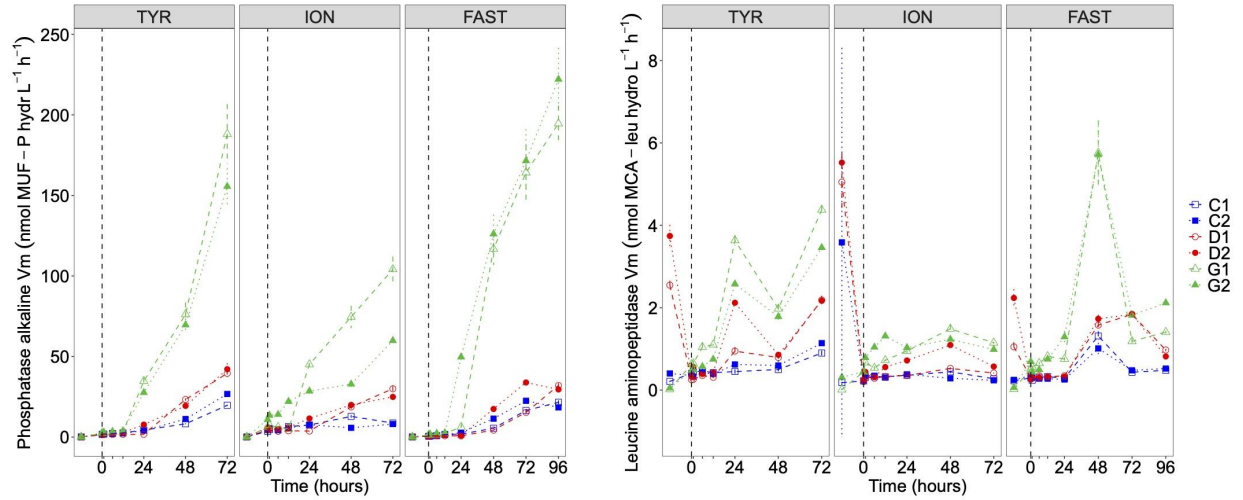 TYR ION FAST
Phosphatase alkaline Vm (nmol MUF − P hydr L⁻¹ h⁻¹)
250
200
150
100
50
0
0 24 48 72 0 24 48 72 0 24 48 72 96
Time (hours)
TYR ION FAST
Leucine aminopeptidase Vm (nmol MCA − leu hydro L⁻¹ h⁻¹)
8
6
4
2
0
0 24 48 72 0 24 48 72 0 24 48 72 96
Time (hours)
C1
C2
D1
D2
G1
G2